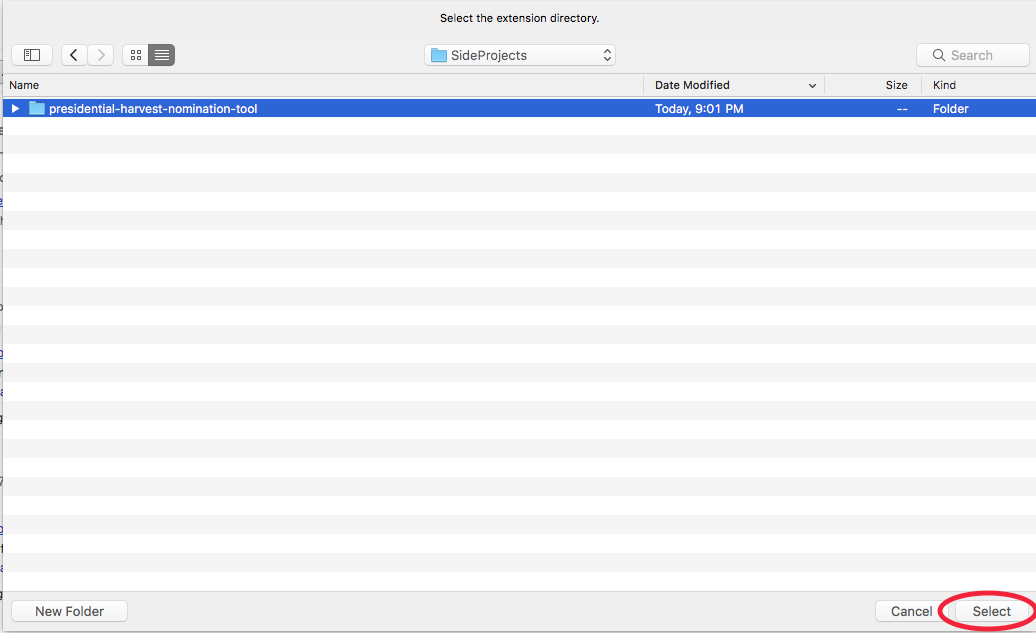 Select the extension directory.
SideProjects
Search
Name Date Modified Size Kind
presidential-harvest-nomination-tool Today, 9:01 PM -- Folder
New Folder Cancel Select